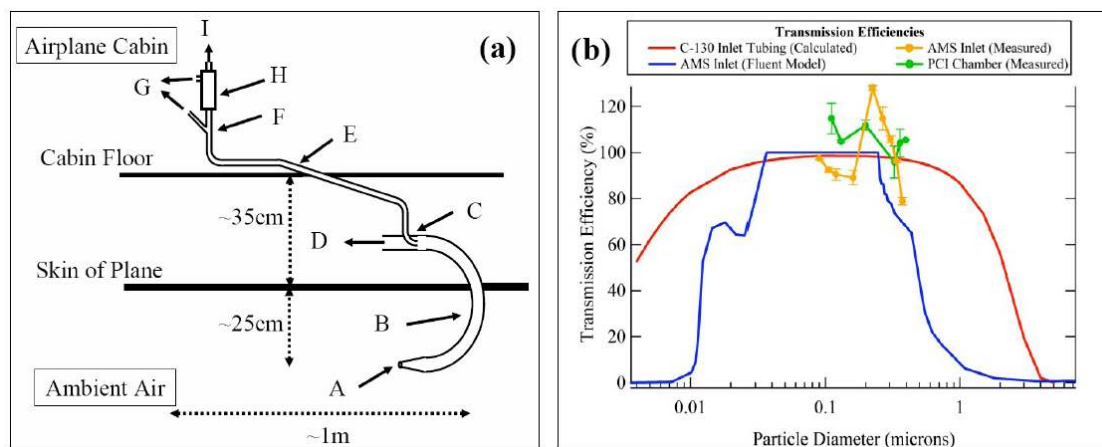 (a)
Airplane Cabin
I
G
H
F
E
Cabin Floor
~35cm
C
D
Skin of Plane
~25cm
B
A
Ambient Air
~1m
(b)
Transmission Efficiencies
C-130 Inlet Tubing (Calculated)
AMS Inlet (Measured)
AMS Inlet (Fluent Model)
PCI Chamber (Measured)
Transmission Efficiency (%)
120
100
80
60
40
20
0
0.01
0.1
1
Particle Diameter (microns)